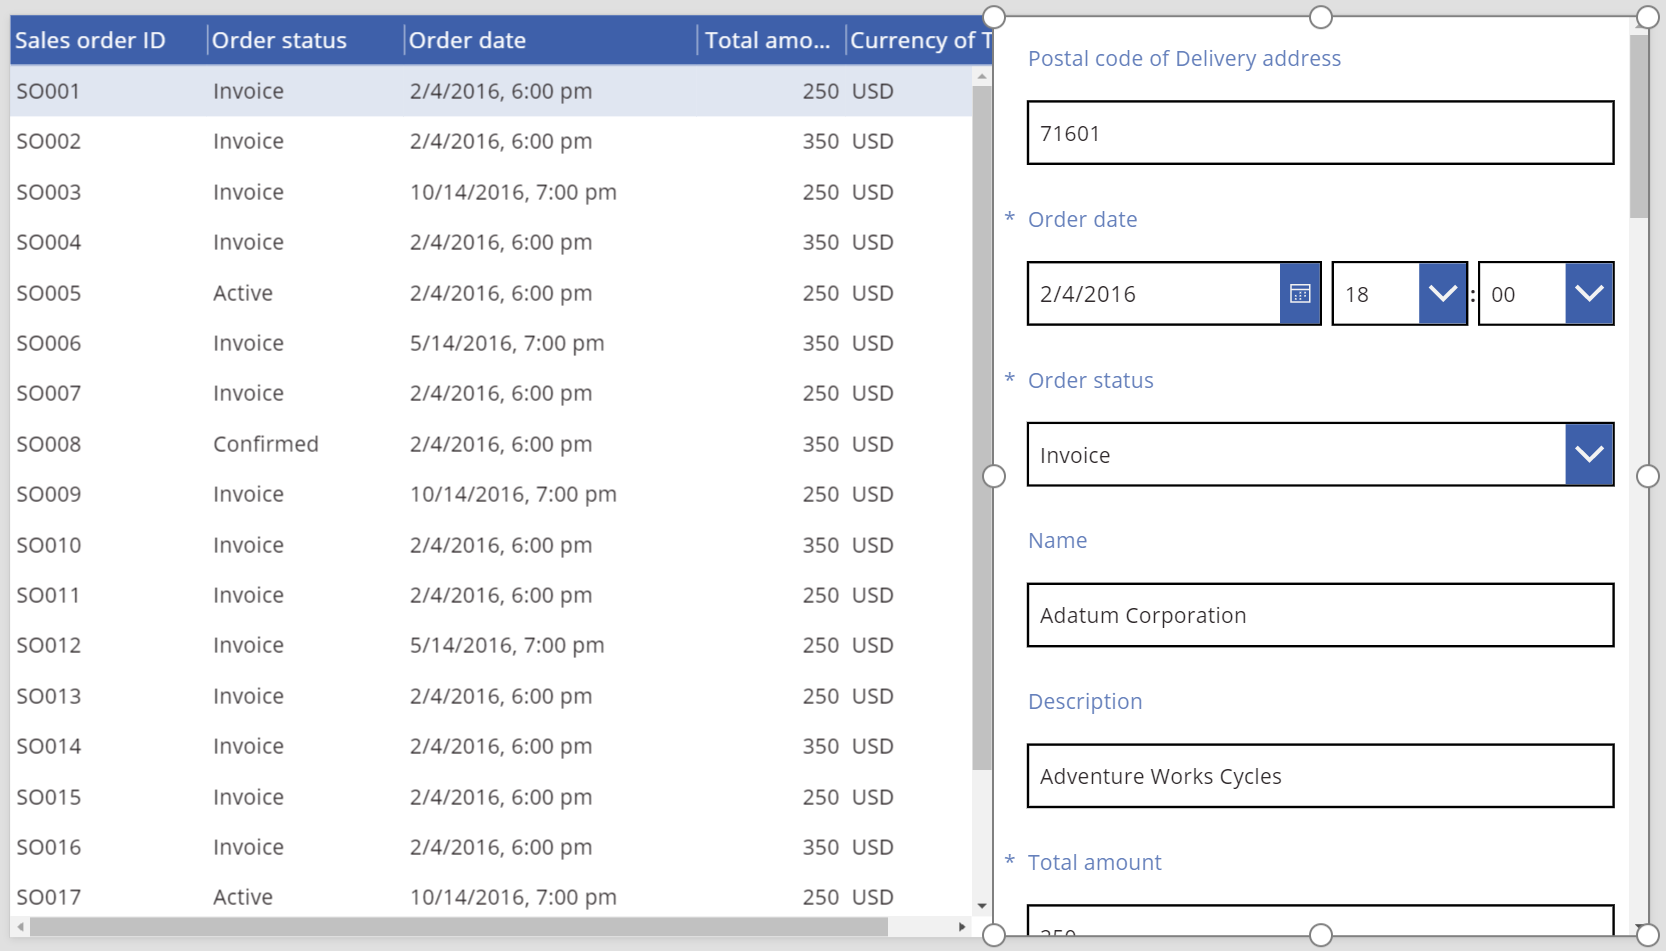 Sales order ID Order status Order date Total amo... Currency of T
SO001 Invoice 2/4/2016, 6:00 pm 250 USD
SO002 Invoice 2/4/2016, 6:00 pm 350 USD
SO003 Invoice 10/14/2016, 7:00 pm 250 USD
SO004 Invoice 2/4/2016, 6:00 pm 350 USD
SO005 Active 2/4/2016, 6:00 pm 250 USD
SO006 Invoice 5/14/2016, 7:00 pm 350 USD
SO007 Invoice 2/4/2016, 6:00 pm 250 USD
SO008 Confirmed 2/4/2016, 6:00 pm 350 USD
SO009 Invoice 10/14/2016, 7:00 pm 250 USD
SO010 Invoice 2/4/2016, 6:00 pm 350 USD
SO011 Invoice 2/4/2016, 6:00 pm 250 USD
SO012 Invoice 5/14/2016, 7:00 pm 250 USD
SO013 Invoice 2/4/2016, 6:00 pm 250 USD
SO014 Invoice 2/4/2016, 6:00 pm 350 USD
SO015 Invoice 2/4/2016, 6:00 pm 250 USD
SO016 Invoice 2/4/2016, 6:00 pm 350 USD
SO017 Active 10/14/2016, 7:00 pm 250 USD
Postal code of Delivery address
71601
* Order date
2/4/2016 18 : 00
* Order status
Invoice
Name
Adatum Corporation
Description
Adventure Works Cycles
* Total amount
250